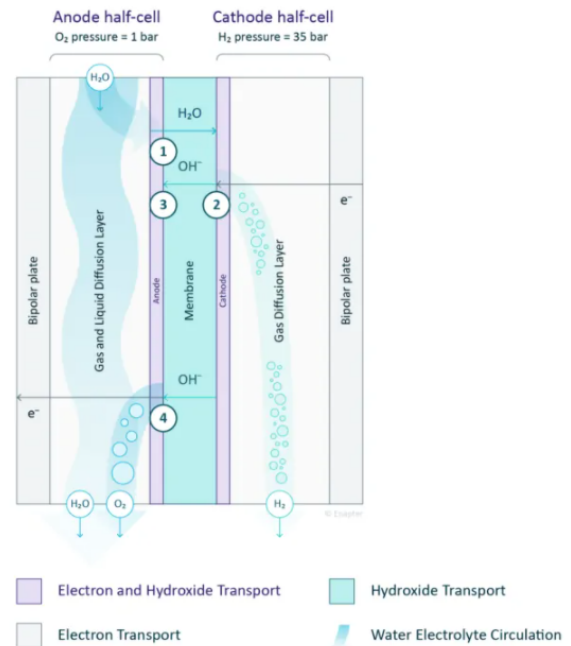 Anode half-cell
O₂ pressure = 1 bar
Cathode half-cell
H₂ pressure = 35 bar
H₂O
H₂O
1
OH⁻
3
2
e⁻
Bipolar plate
Gas and Liquid Diffusion Layer
Anode
Membrane
Cathode
Gas Diffusion Layer
Bipolar plate
OH⁻
e⁻
4
H₂O
O₂
H₂
© Enapter
Electron and Hydroxide Transport
Hydroxide Transport
Electron Transport
Water Electrolyte Circulation